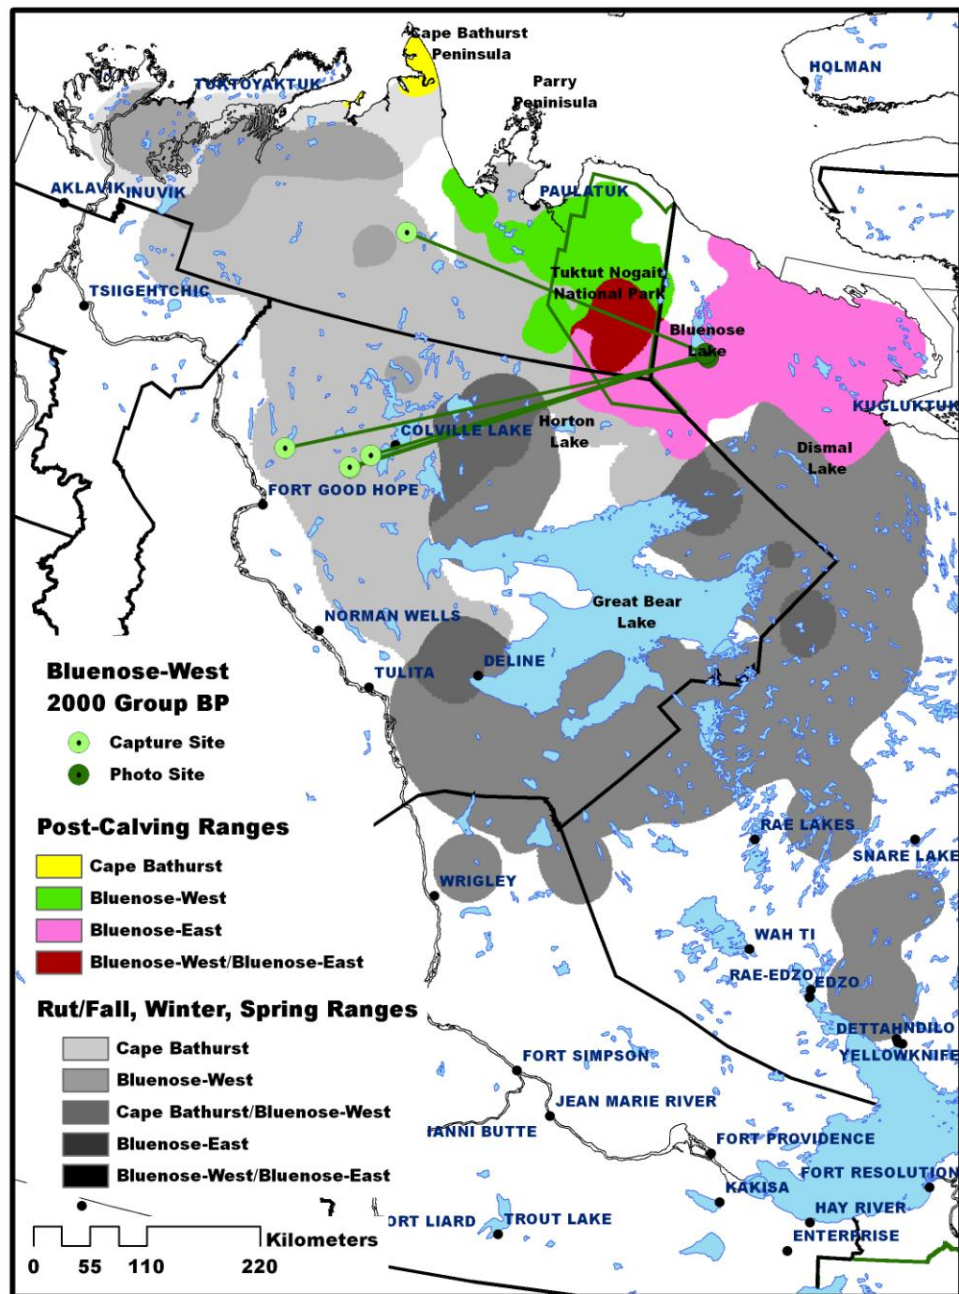 Cape Bathurst
Peninsula
HOLMAN
TUKTOYAKTUK
Parry
Peninisula
AKLAVIK
INUVIK
PAULATUK
TSIIGEHTCHIC
Tuktut Nogait
National Park
Bluenose
Lake
KUGLUKTUK
COLVILLE LAKE
Horton
Lake
Dismal
Lake
FORT GOOD HOPE
Great Bear
Lake
NORMAN WELLS
DELINE
TULITA
Bluenose-West
2000 Group BP
Capture Site
Photo Site
Post-Calving Ranges
Cape Bathurst
Bluenose-West
Bluenose-East
Bluenose-West/Bluenose-East
RAE LAKES
SNARE LAKE
WRIGLEY
WAH TI
RAE-EDZO
EDZO
Rut/Fall, Winter, Spring Ranges
Cape Bathurst
Bluenose-West
Cape Bathurst/Bluenose-West
Bluenose-East
Bluenose-West/Bluenose-East
DETTAH
NDILO
YELLOWKNIFE
FORT SIMPSON
JEAN MARIE RIVER
IANNI BUTTE
FORT PROVIDENCE
FORT RESOLUTION
KAKISA
HAY RIVER
ORT LIARD
TROUT LAKE
ENTERPRISE
Kilometers
0 55 110 220